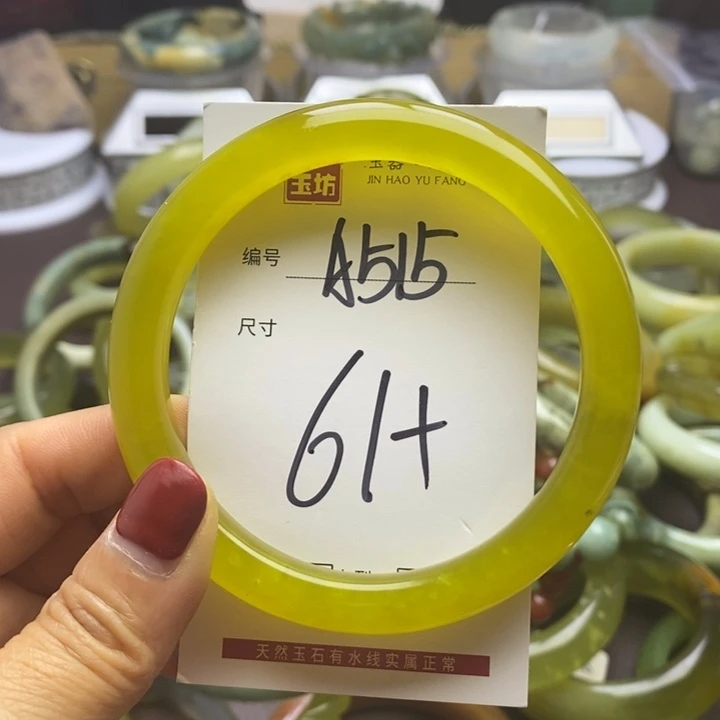 玉坊
JIN HAO YU FANG
编号 A515
尺寸
61+
天然玉石有水线实属正常